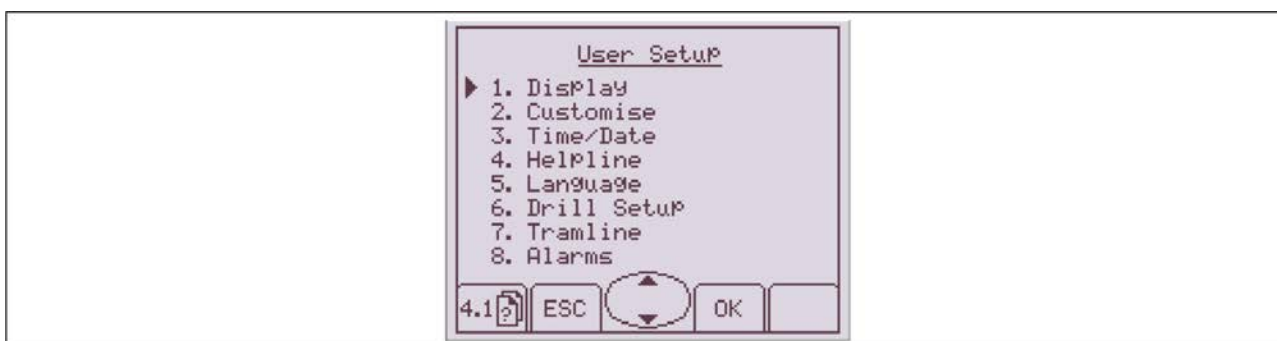 User Setup
1. Display
2. Customise
3. Time/Date
4. Helpline
5. Language
6. Drill Setup
7. Tramline
8. Alarms
4.1 ? ESC OK